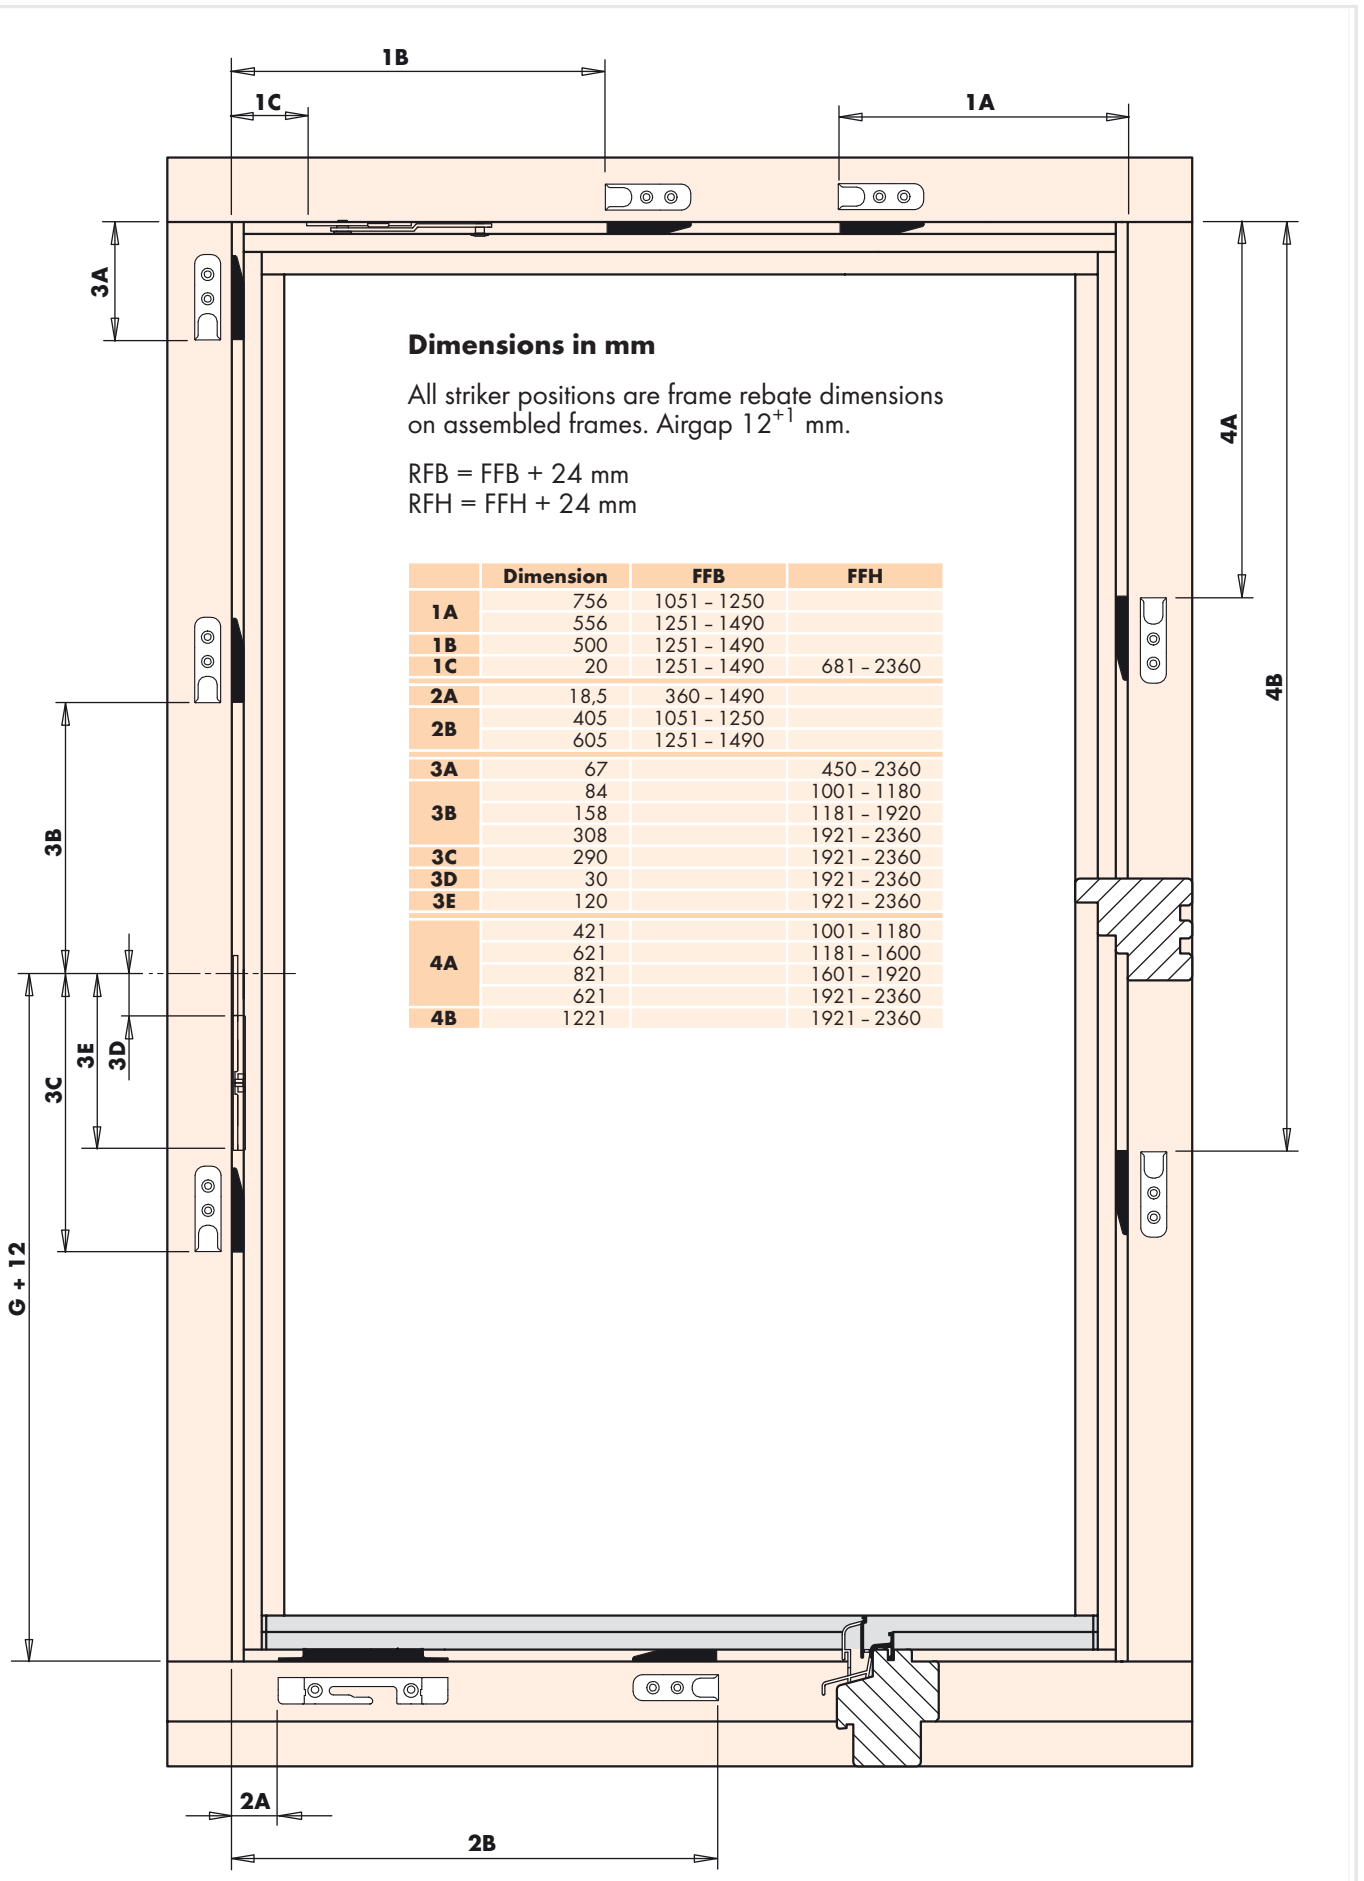 1B
1C
1A
3A
Dimensions in mm
All striker positions are frame rebate dimensions
on assembled frames. Airgap 12+1 mm.
4A
RFB = FFB + 24 mm
RFH = FFH + 24 mm
Dimension FFB FFH
1A 756 1051 – 1250
556 1251 – 1490
1B 500 1251 – 1490
1C 20 1251 – 1490 681 – 2360
4B
2A 18,5 360 – 1490
2B 405 1051 – 1250
605 1251 – 1490
3A 67 450 – 2360
3B 84 1001 – 1180
158 1181 – 1920
308 1921 – 2360
3B
3C 290 1921 – 2360
3D 30 1921 – 2360
3E 120 1921 – 2360
4A 421 1001 – 1180
621 1181 – 1600
821 1601 – 1920
621 1921 – 2360
4B 1221 1921 – 2360
3E
3D
3C
G + 12
2A
2B